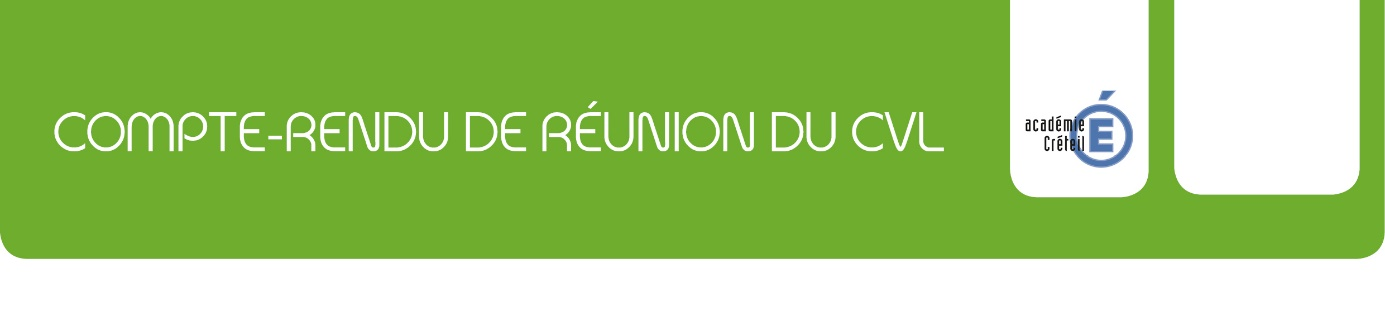 COMPTE-RENDU DE RÉUNION DU CVL
académie
Créteil
É